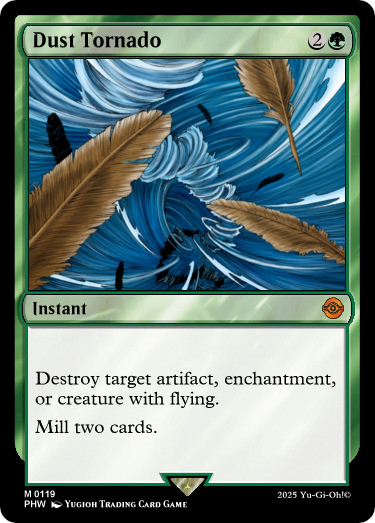 Dust Tornado 2
Instant
Destroy target artifact, enchantment,
or creature with flying.
Mill two cards.
M 0119
PHW Yugioh Trading Card Game
2025 Yu-Gi-Oh!©